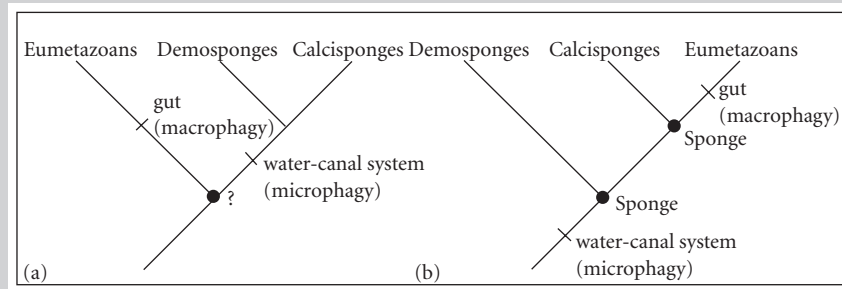 Eumetazoans Demosponges Calcisponges
gut
(macrophagy)
water-canal system
(microphagy)
?
(a)
Demosponges Calcisponges Eumetazoans
gut
(macrophagy)
Sponge
Sponge
water-canal system
(microphagy)
(b)